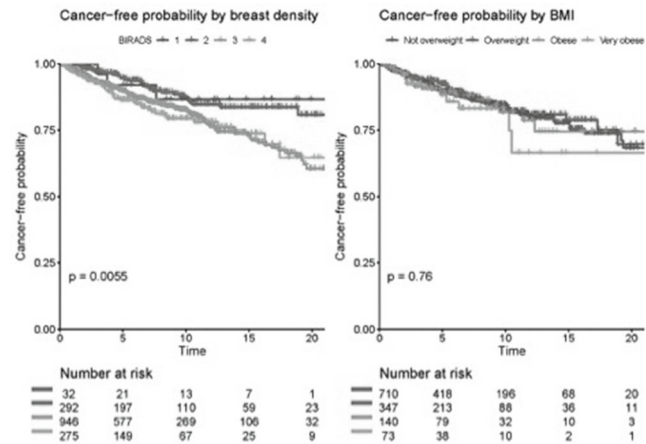 Cancer-free probability by breast density
BIRADS 1 2 3 4
1.00
0.75
0.50
0.25
0.00
Cancer-free probability
p = 0.0055
0 5 10 15 20
Time
Number at risk
32 21 13 7 1
292 197 110 59 23
946 577 269 106 32
275 149 67 25 9
Cancer-free probability by BMI
Not overweight Overweight Obese Very obese
1.00
0.75
0.50
0.25
0.00
Cancer-free probability
p = 0.76
0 5 10 15 20
Time
Number at risk
710 418 196 68 20
347 213 88 36 11
140 79 32 10 3
73 38 10 2 1